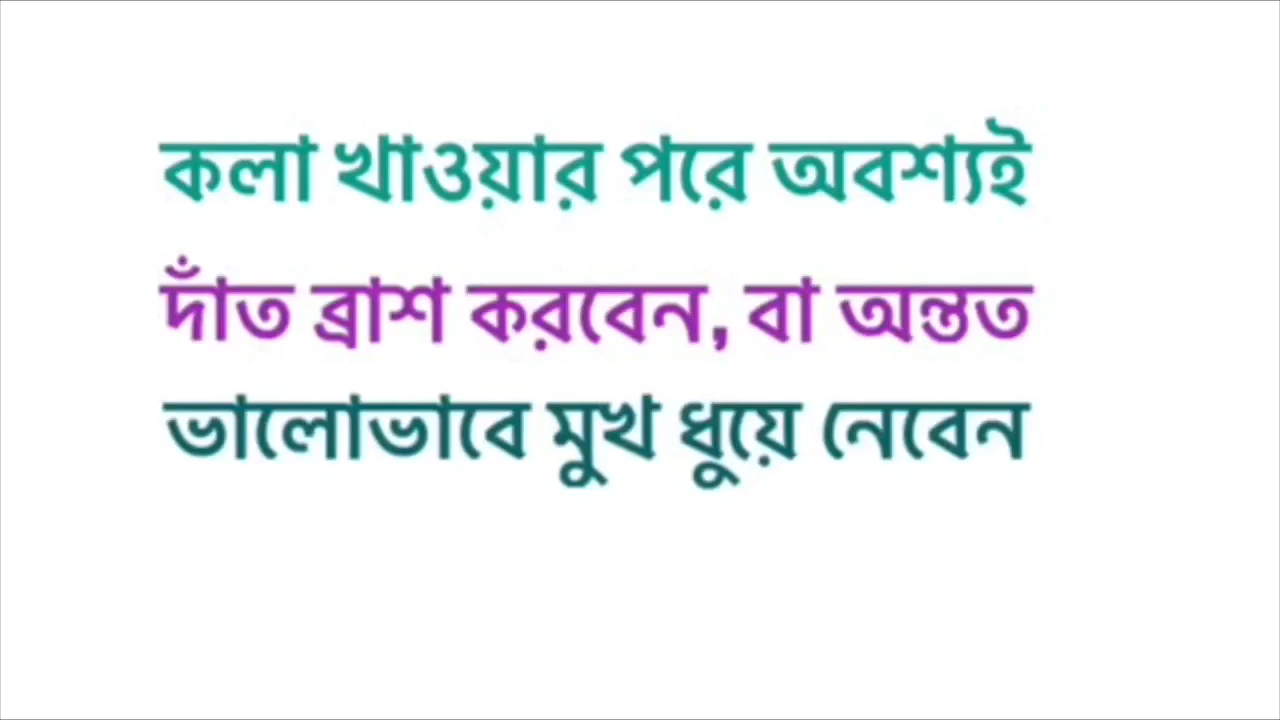 কলা খাওয়ার পরে অবশ্যই
দাঁত ব্রাশ করবেন, বা অন্তত
ভালোভাবে মুখ ধুয়ে নেবেন